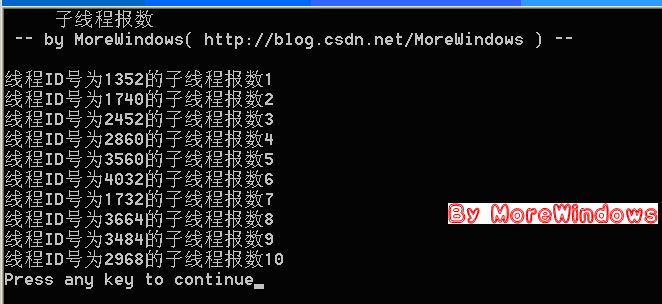 子线程报数
-- by MoreWindows( http://blog.csdn.net/MoreWindows ) --
线程ID号为1352的子线程报数1
线程ID号为1740的子线程报数2
线程ID号为2452的子线程报数3
线程ID号为2860的子线程报数4
线程ID号为3560的子线程报数5
线程ID号为4032的子线程报数6
线程ID号为1732的子线程报数7
线程ID号为3664的子线程报数8
线程ID号为3484的子线程报数9
线程ID号为2968的子线程报数10
Press any key to continue_
By MoreWindows